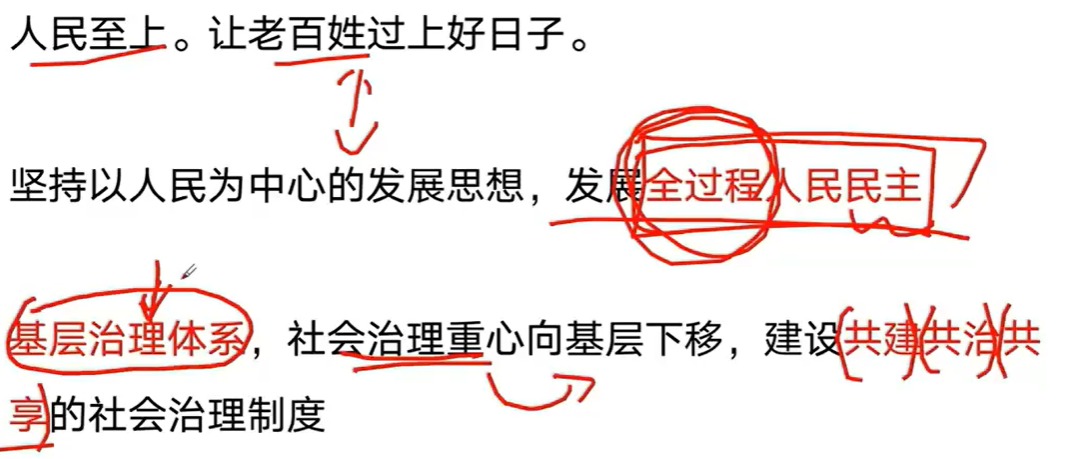 人民至上。让老百姓过上好日子。
坚持以人民为中心的发展思想，发展全过程人民民主
基层治理体系，社会治理重心向基层下移，建设共建共治共
享的社会治理制度